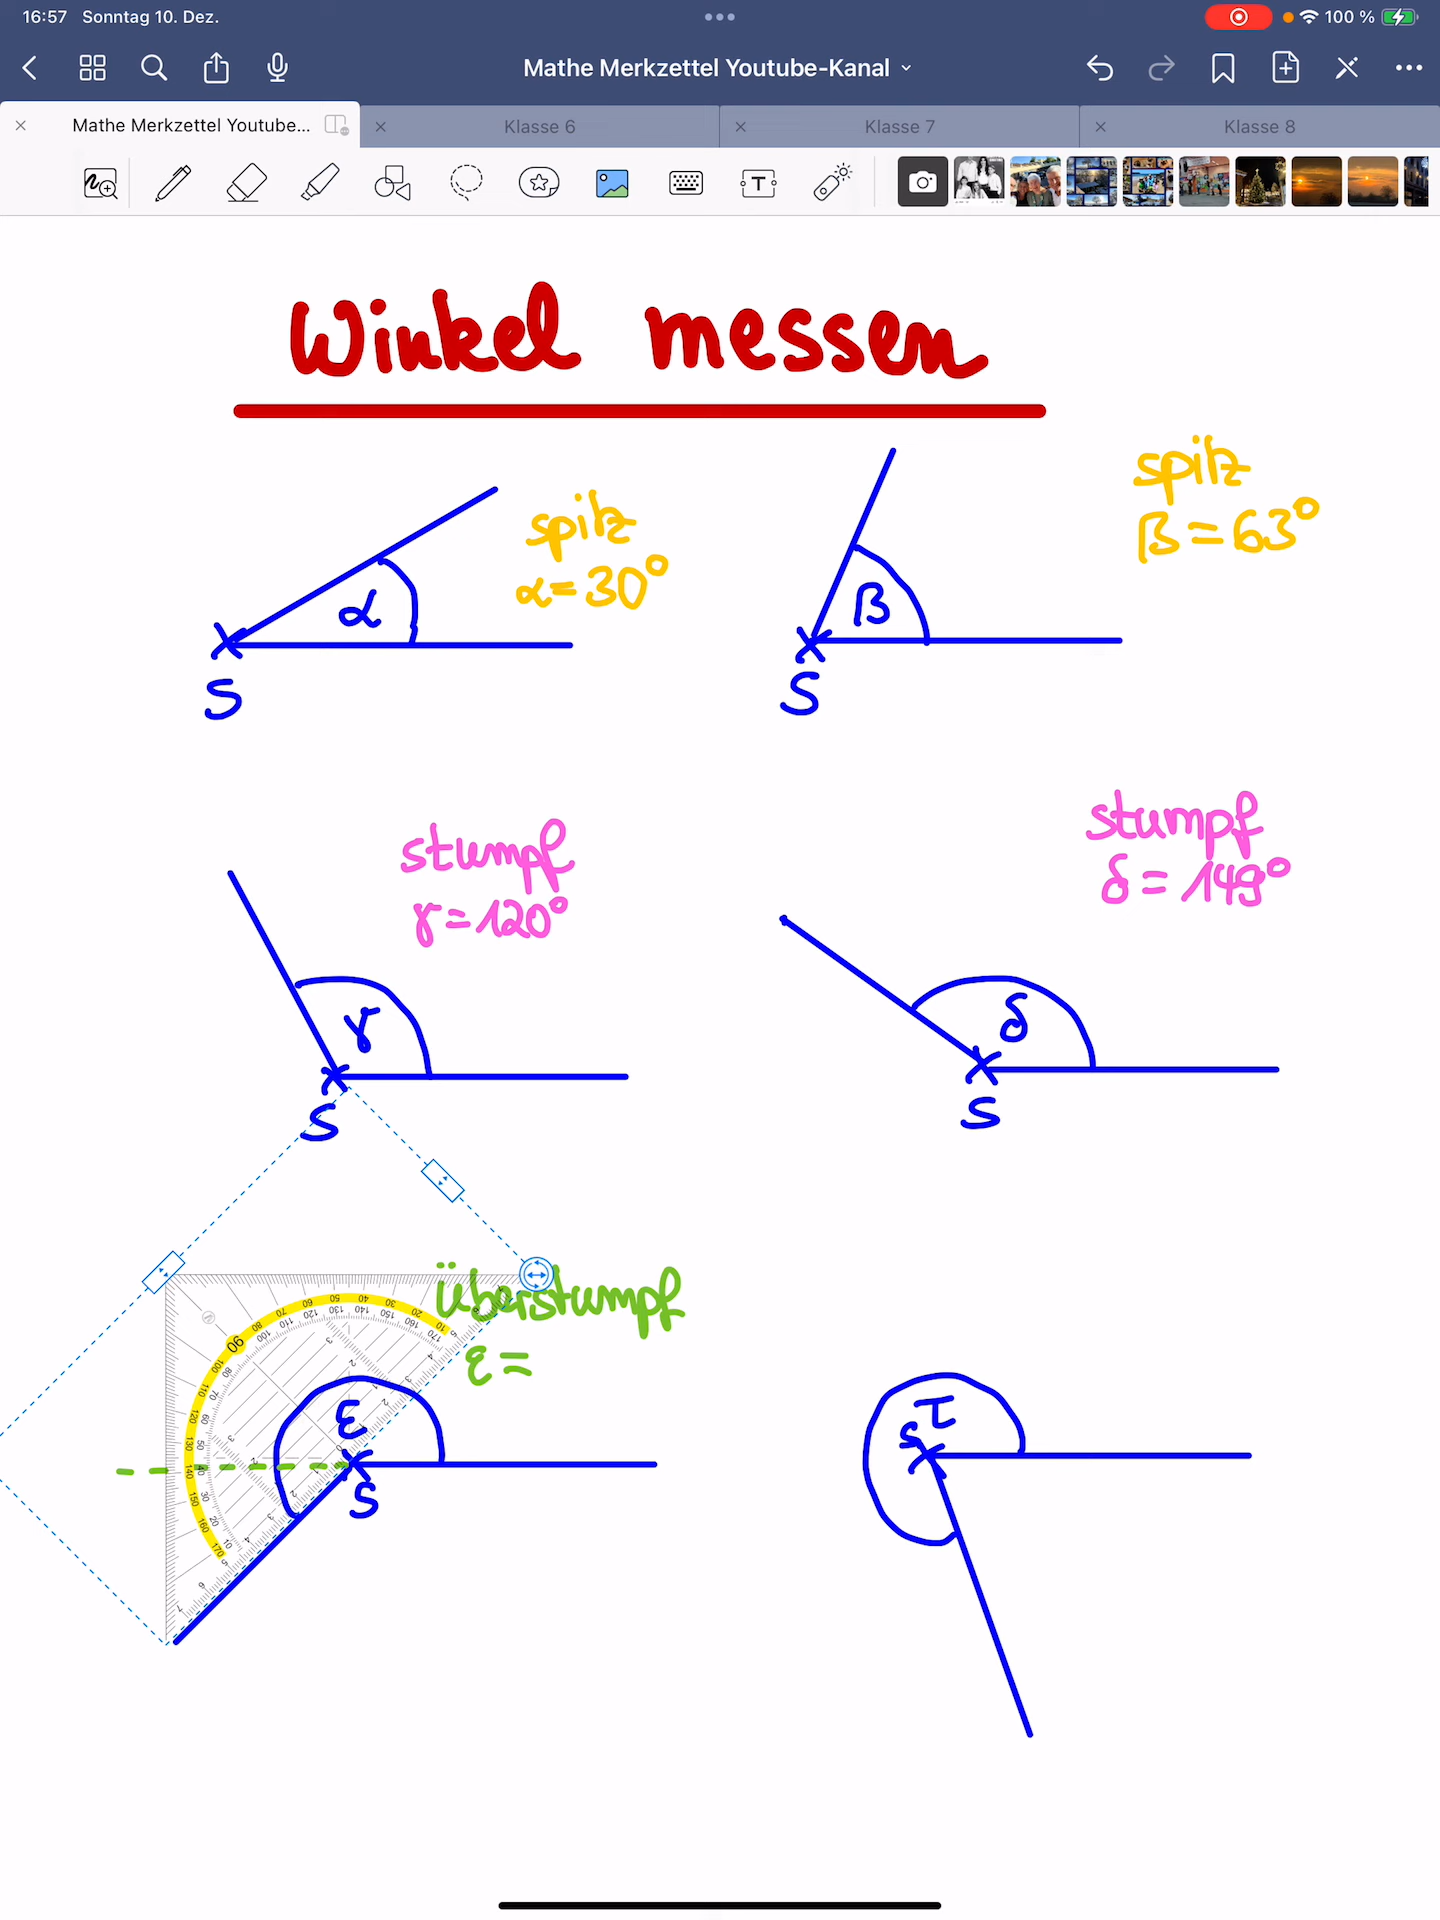 16:57 Sonntag 10. Dez.
100 %
Mathe Merkzettel Youtube-Kanal
Mathe Merkzettel Youtube...
Klasse 6
Klasse 7
Klasse 8
T
Winkel messen
spitz
α = 30°
α
S
spitz
β = 63°
β
S
stumpf
γ = 120°
γ
S
stumpf
δ = 149°
δ
S
überstumpf
ε =
ε
S
τ
S